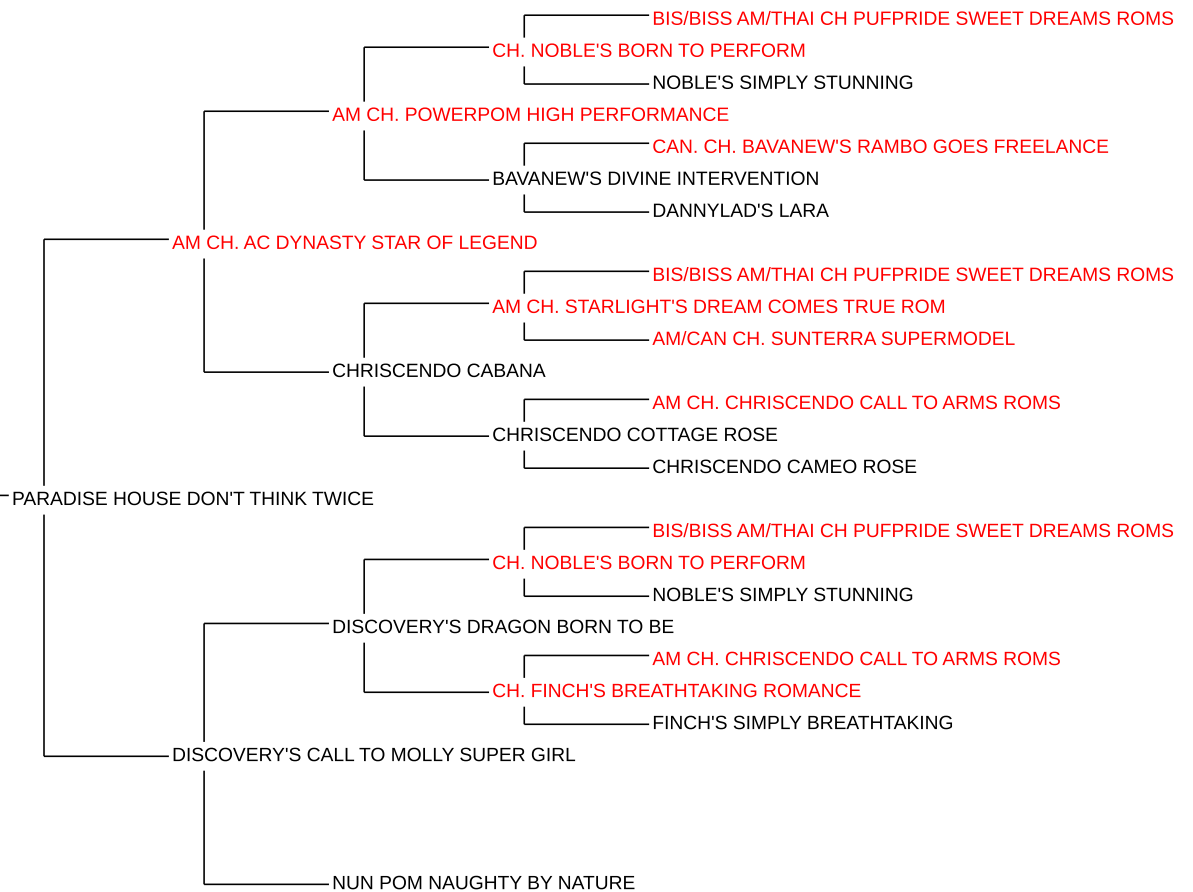 BIS/BISS AM/THAI CH PUFPRIDE SWEET DREAMS ROMS
CH. NOBLE'S BORN TO PERFORM
NOBLE'S SIMPLY STUNNING
AM CH. POWERPOM HIGH PERFORMANCE
CAN. CH. BAVANEW'S RAMBO GOES FREELANCE
BAVANEW'S DIVINE INTERVENTION
DANNYLAD'S LARA
AM CH. AC DYNASTY STAR OF LEGEND
BIS/BISS AM/THAI CH PUFPRIDE SWEET DREAMS ROMS
AM CH. STARLIGHT'S DREAM COMES TRUE ROM
AM/CAN CH. SUNTERRA SUPERMODEL
CHRISCENDO CABANA
AM CH. CHRISCENDO CALL TO ARMS ROMS
CHRISCENDO COTTAGE ROSE
CHRISCENDO CAMEO ROSE
PARADISE HOUSE DON'T THINK TWICE
BIS/BISS AM/THAI CH PUFPRIDE SWEET DREAMS ROMS
CH. NOBLE'S BORN TO PERFORM
NOBLE'S SIMPLY STUNNING
DISCOVERY'S DRAGON BORN TO BE
AM CH. CHRISCENDO CALL TO ARMS ROMS
CH. FINCH'S BREATHTAKING ROMANCE
FINCH'S SIMPLY BREATHTAKING
DISCOVERY'S CALL TO MOLLY SUPER GIRL
NUN POM NAUGHTY BY NATURE